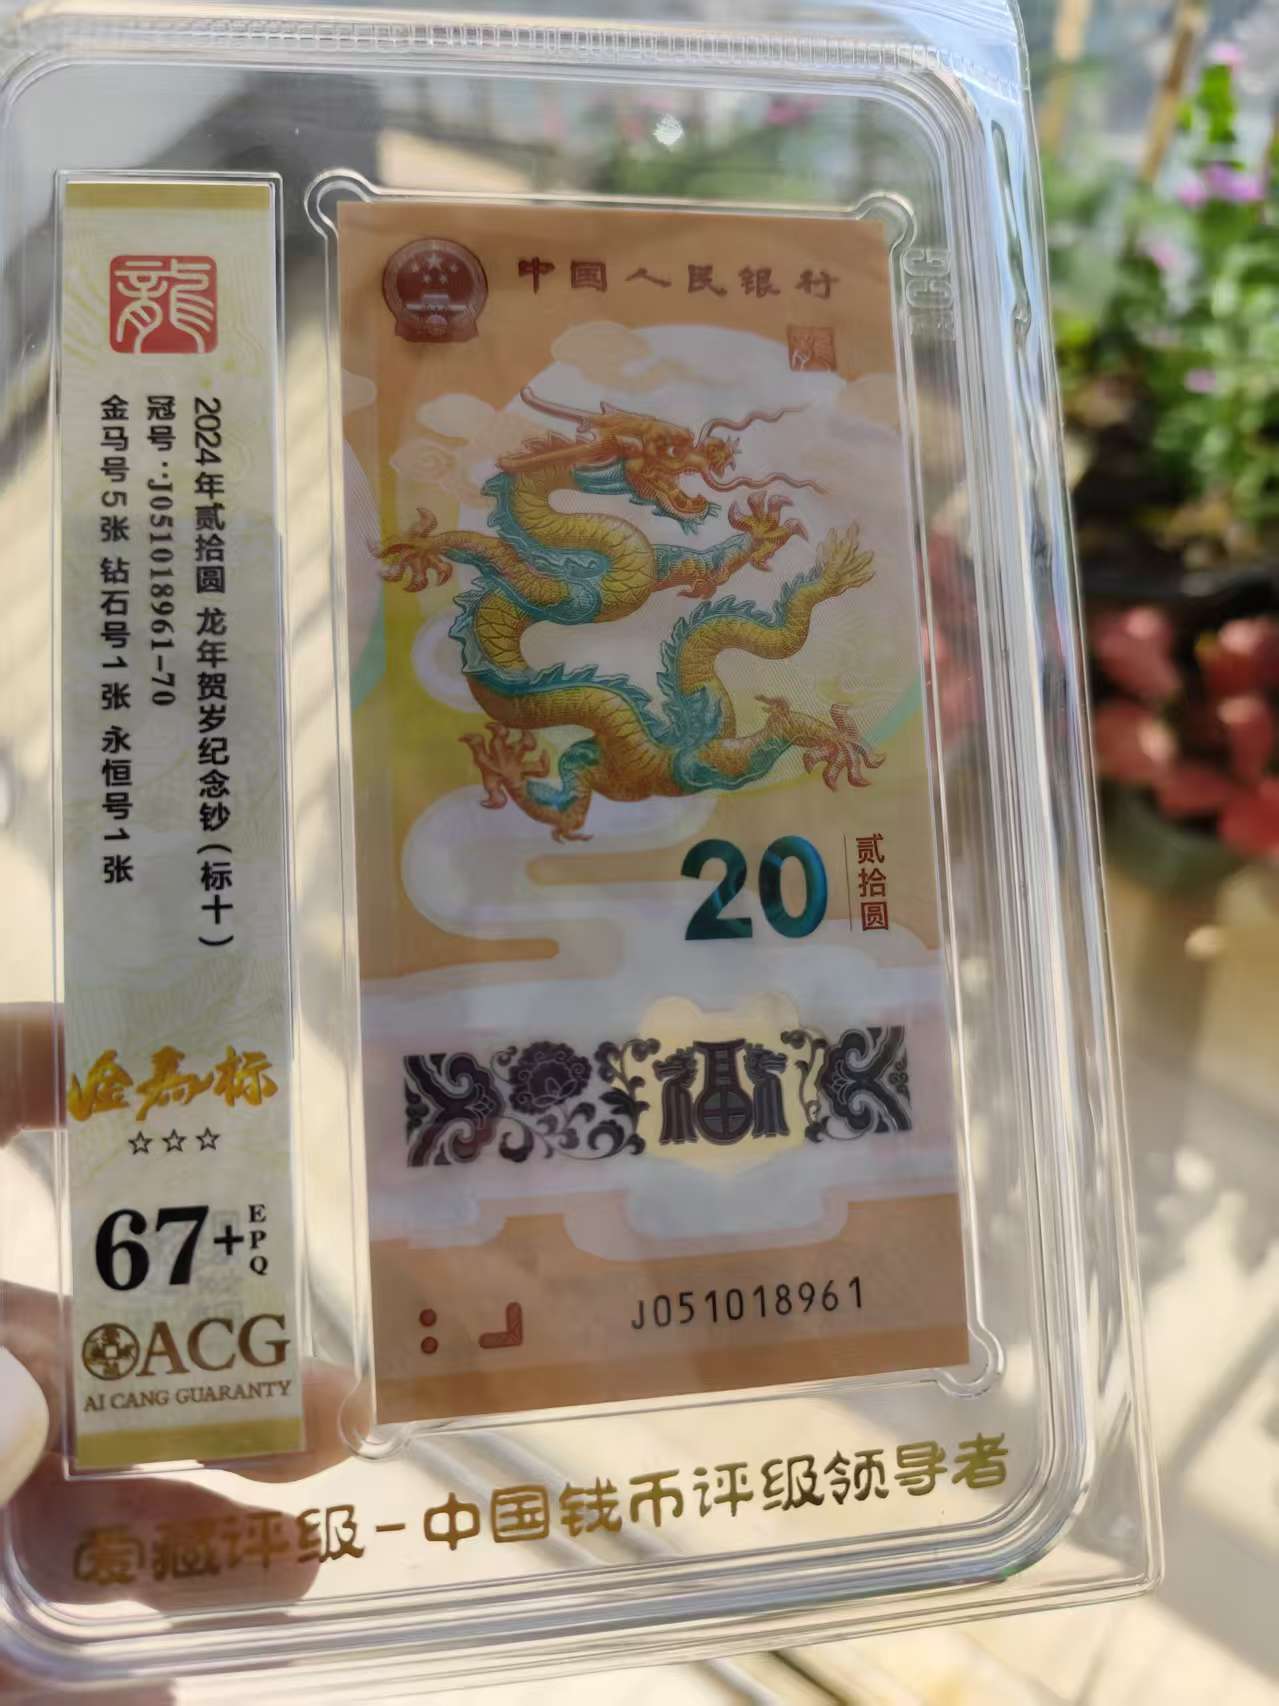 龍
2024年贰拾圆 龙年贺岁纪念钞(标十)
冠号:J051018961-70
金马号5张 钻石号1张 永恒号1张
金马标
☆☆☆
67+
EPQ
ACG
AI CANG GUARANTY
中国人民银行
20
贰拾圆
福
J051018961
爱藏评级-中国钱币评级领导者